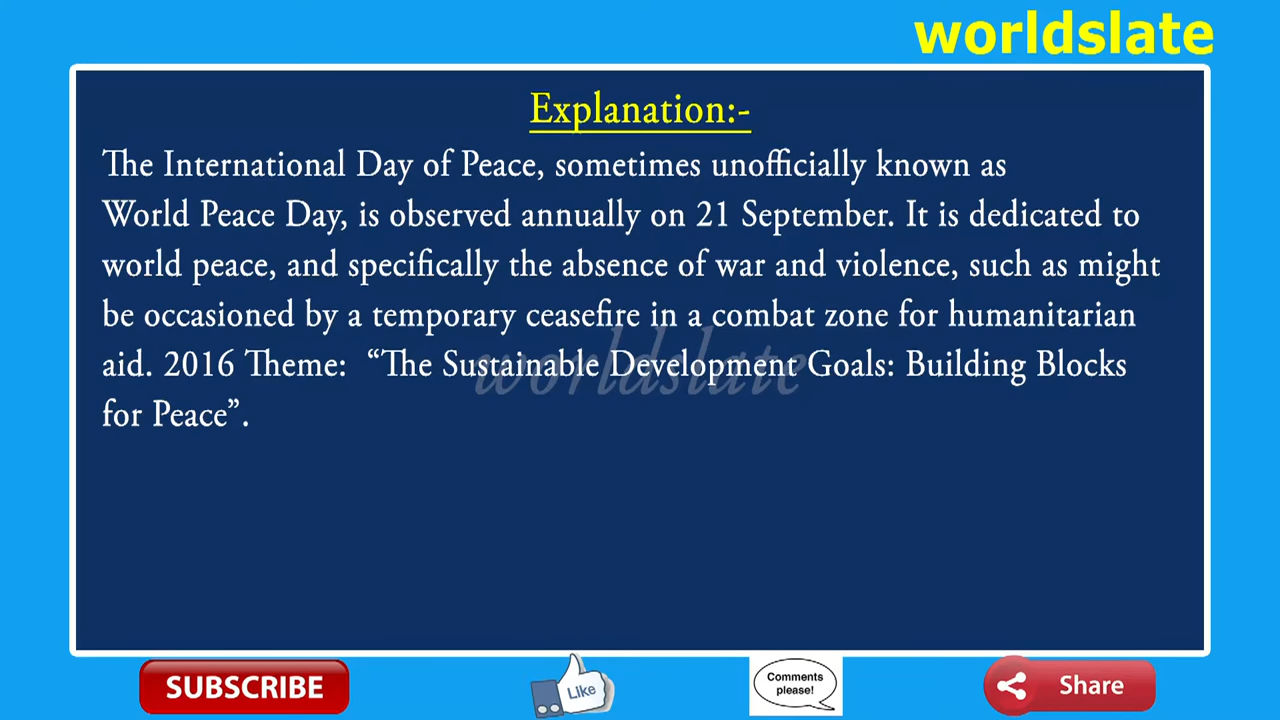 worldslate
Explanation:-
The International Day of Peace, sometimes unofficially known as
World Peace Day, is observed annually on 21 September. It is dedicated to
world peace, and specifically the absence of war and violence, such as might
be occasioned by a temporary ceasefire in a combat zone for humanitarian
aid. 2016 Theme: “The Sustainable Development Goals: Building Blocks
for Peace”.
worldslate
SUBSCRIBE
Like
Comments
please!
Share